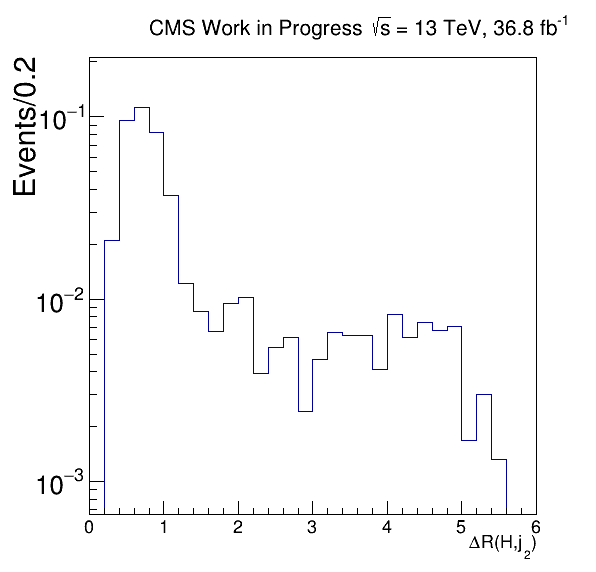 CMS Work in Progress √s = 13 TeV, 36.8 fb⁻¹
Events/0.2
10⁻¹
10⁻²
10⁻³
0 1 2 3 4 5 6
ΔR(H,j₂)